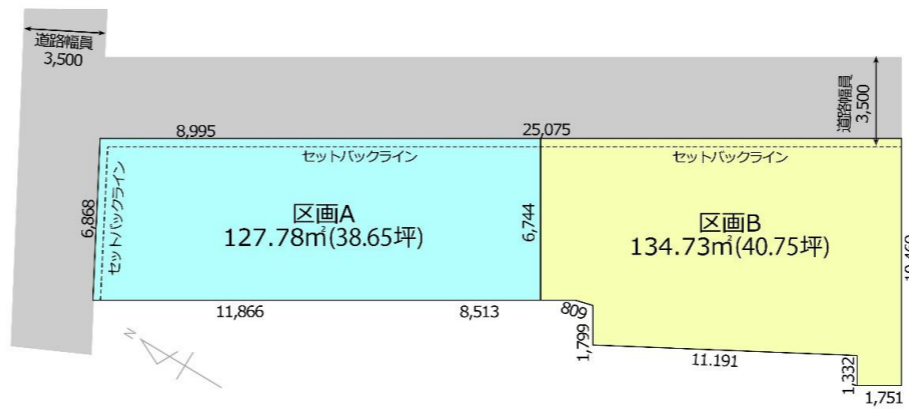 道路幅員
3,500
道路幅員
3,500
8,995
25,075
セットバックライン
セットバックライン
セットバックライン
6,868
区画A
127.78㎡(38.65坪)
6,744
区画B
134.73㎡(40.75坪)
11,866
8,513
809
1,799
11.191
1,332
1,751
N